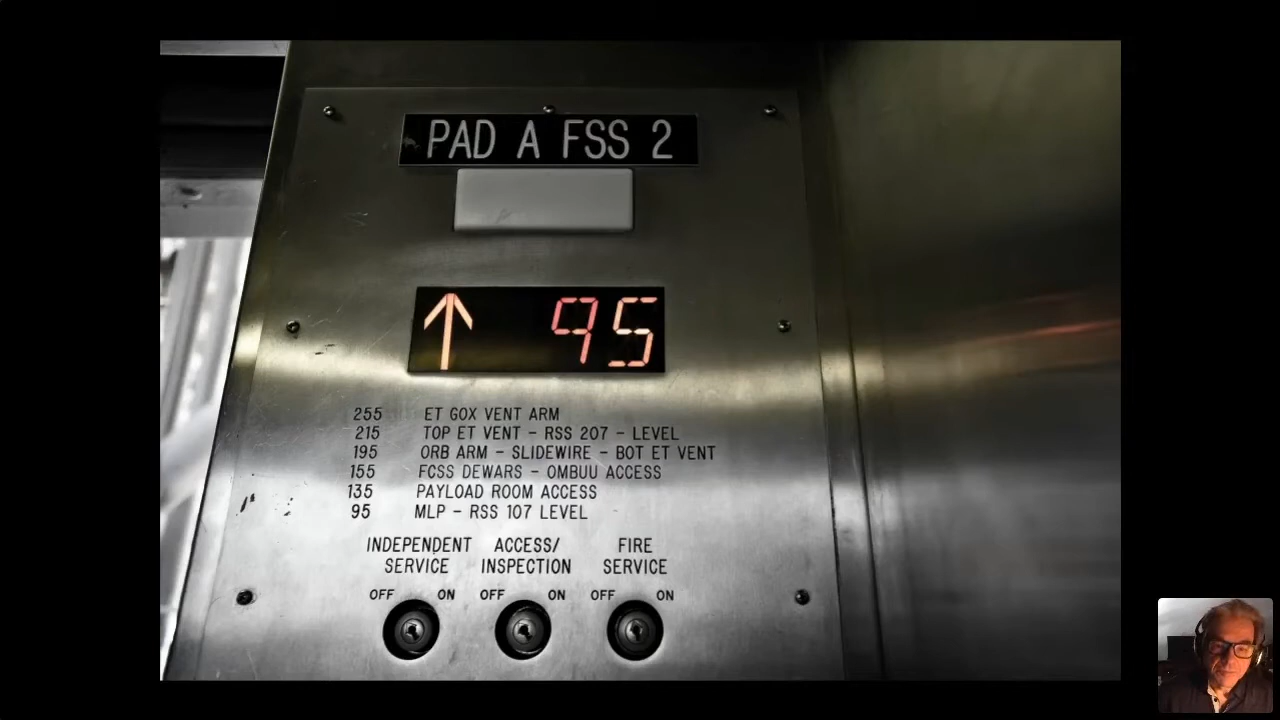 PAD A FSS 2
↑ 95
255 ET GOX VENT ARM
215 TOP ET VENT - RSS 207 - LEVEL
195 ORB ARM - SLIDEWIRE - BOT ET VENT
155 FCSS DEWARS - OMBUU ACCESS
135 PAYLOAD ROOM ACCESS
95 MLP - RSS 107 LEVEL
INDEPENDENT SERVICE
OFF ON
ACCESS/ INSPECTION
OFF ON
FIRE SERVICE
OFF ON